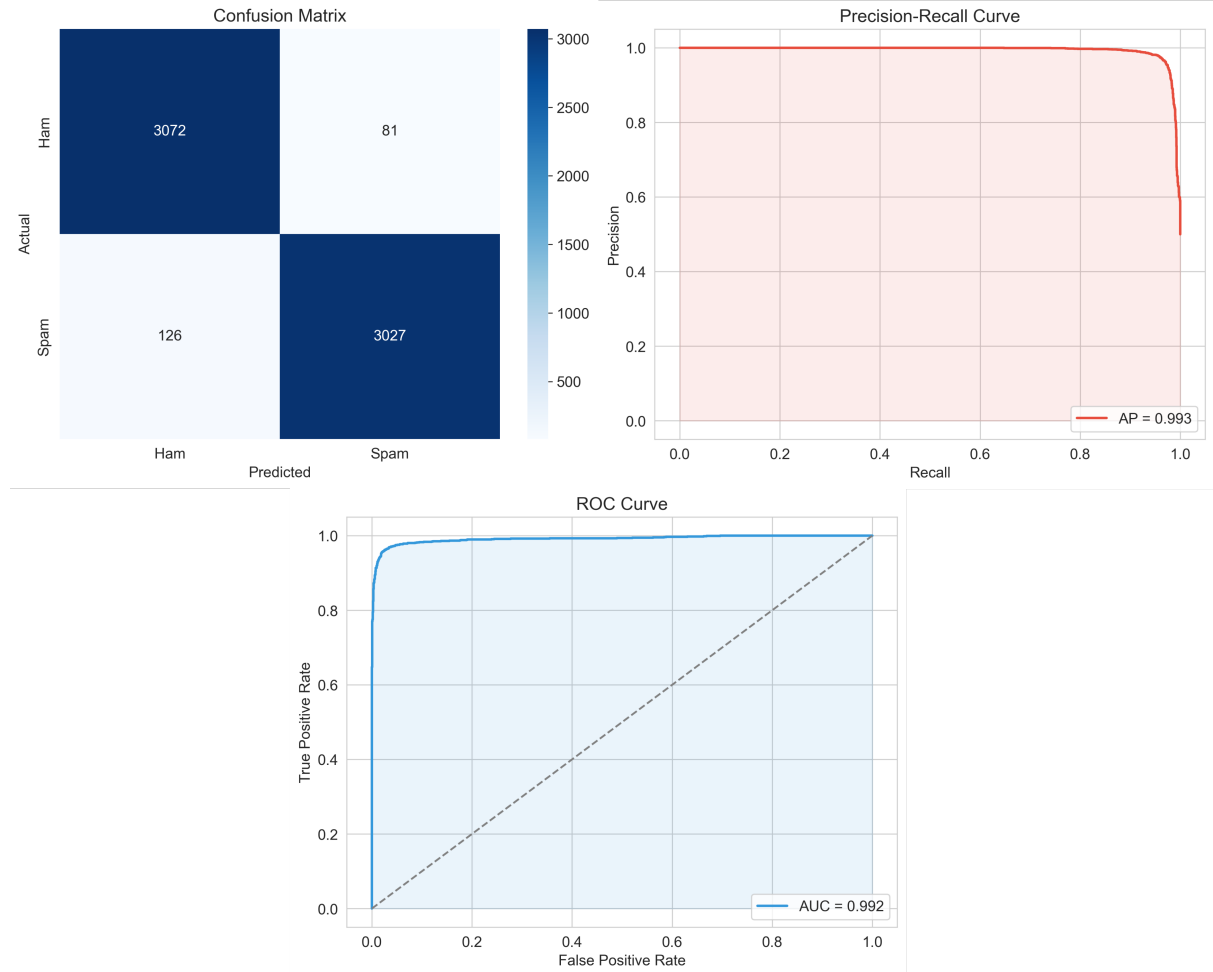 Confusion Matrix
Actual
Ham
Spam
3072
81
126
3027
Ham
Spam
Predicted
3000
2500
2000
1500
1000
500
Precision-Recall Curve
Precision
1.0
0.8
0.6
0.4
0.2
0.0
AP = 0.993
0.0
0.2
0.4
0.6
0.8
1.0
Recall
ROC Curve
True Positive Rate
1.0
0.8
0.6
0.4
0.2
0.0
AUC = 0.992
0.0
0.2
0.4
0.6
0.8
1.0
False Positive Rate